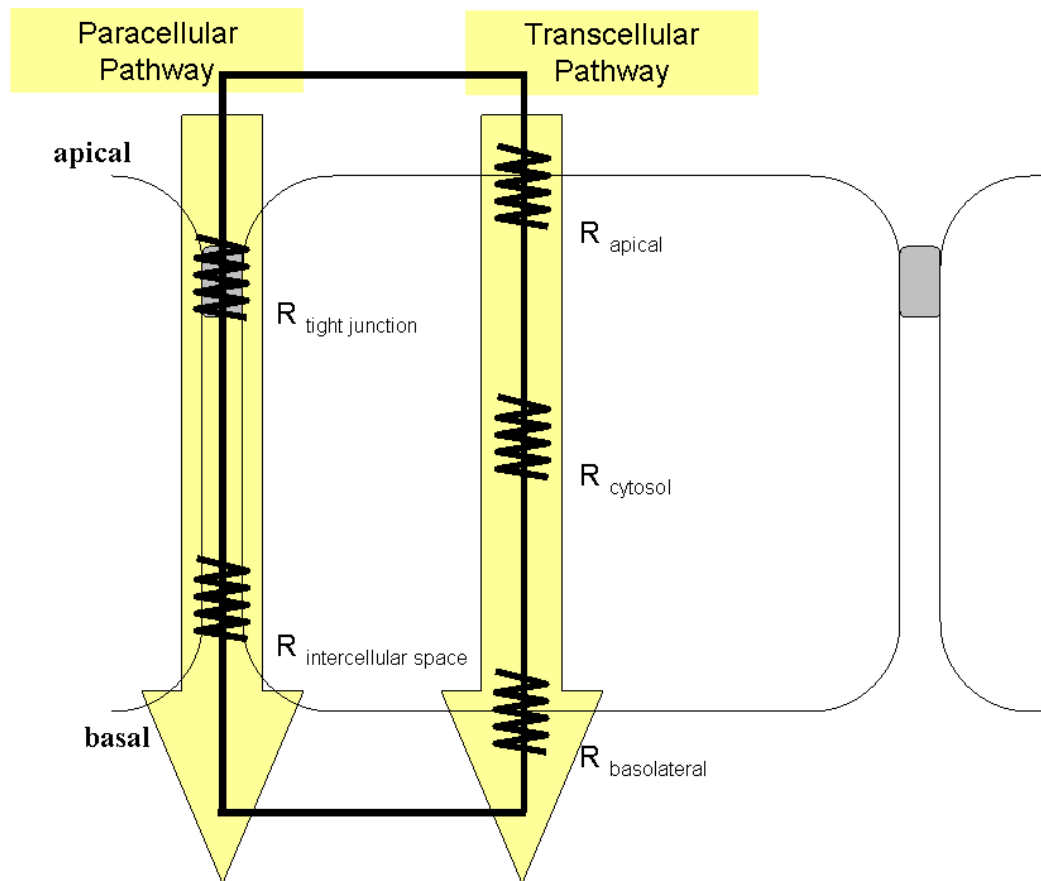 Paracellular
Pathway
Transcellular
Pathway
apical
R apical
R tight junction
R cytosol
R intercellular space
basal
R basolateral